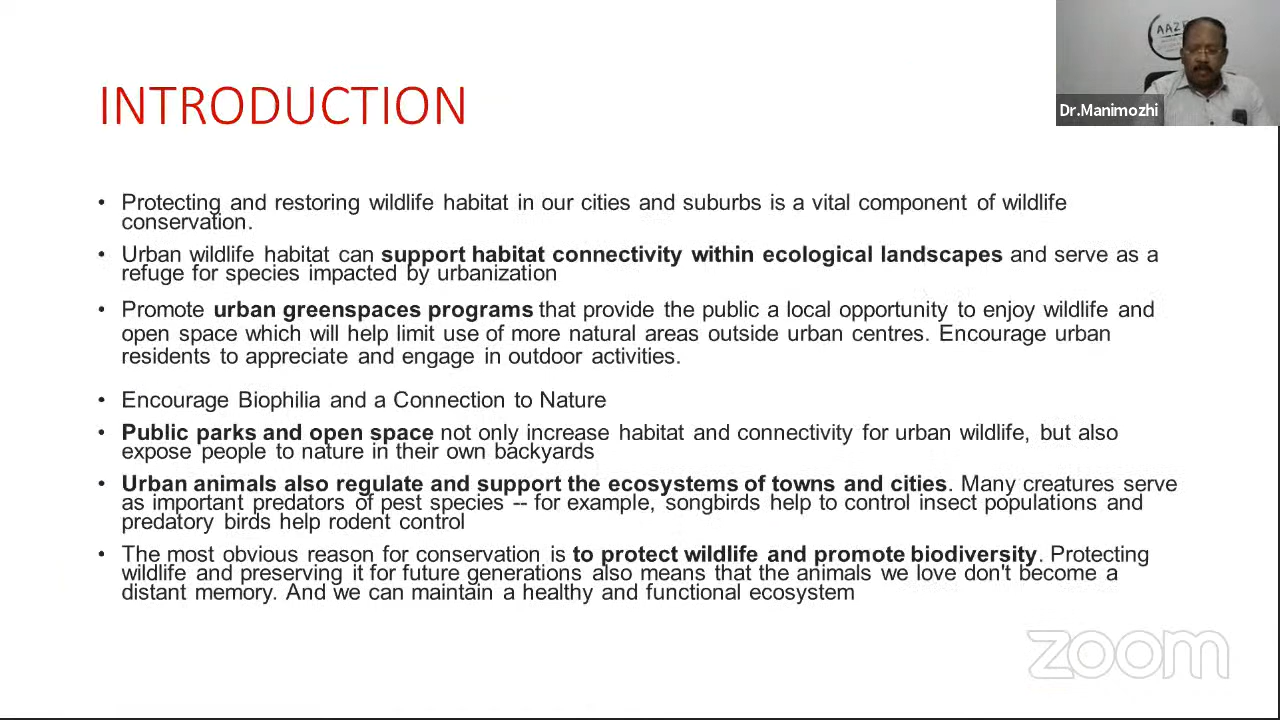 INTRODUCTION
AAZE
Dr.Manimozhi
• Protecting and restoring wildlife habitat in our cities and suburbs is a vital component of wildlife
conservation.
• Urban wildlife habitat can support habitat connectivity within ecological landscapes and serve as a
refuge for species impacted by urbanization
• Promote urban greenspaces programs that provide the public a local opportunity to enjoy wildlife and
open space which will help limit use of more natural areas outside urban centres. Encourage urban
residents to appreciate and engage in outdoor activities.
• Encourage Biophilia and a Connection to Nature
• Public parks and open space not only increase habitat and connectivity for urban wildlife, but also
expose people to nature in their own backyards
• Urban animals also regulate and support the ecosystems of towns and cities. Many creatures serve
as important predators of pest species -- for example, songbirds help to control insect populations and
predatory birds help rodent control
• The most obvious reason for conservation is to protect wildlife and promote biodiversity. Protecting
wildlife and preserving it for future generations also means that the animals we love don't become a
distant memory. And we can maintain a healthy and functional ecosystem
zoom